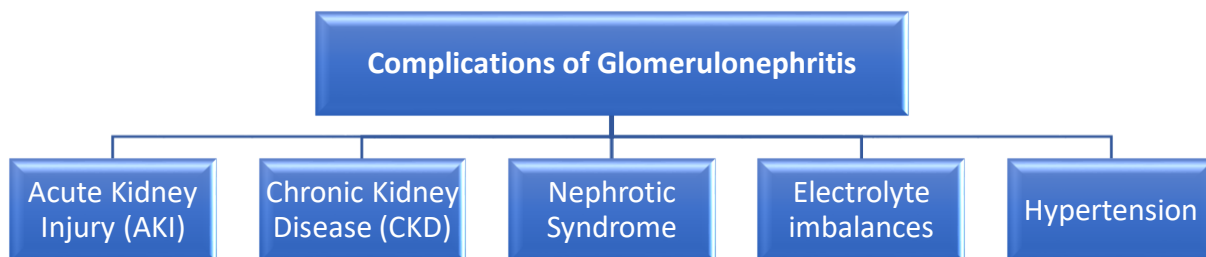 Complications of Glomerulonephritis
Acute Kidney
Injury (AKI)
Chronic Kidney
Disease (CKD)
Nephrotic
Syndrome
Electrolyte
imbalances
Hypertension